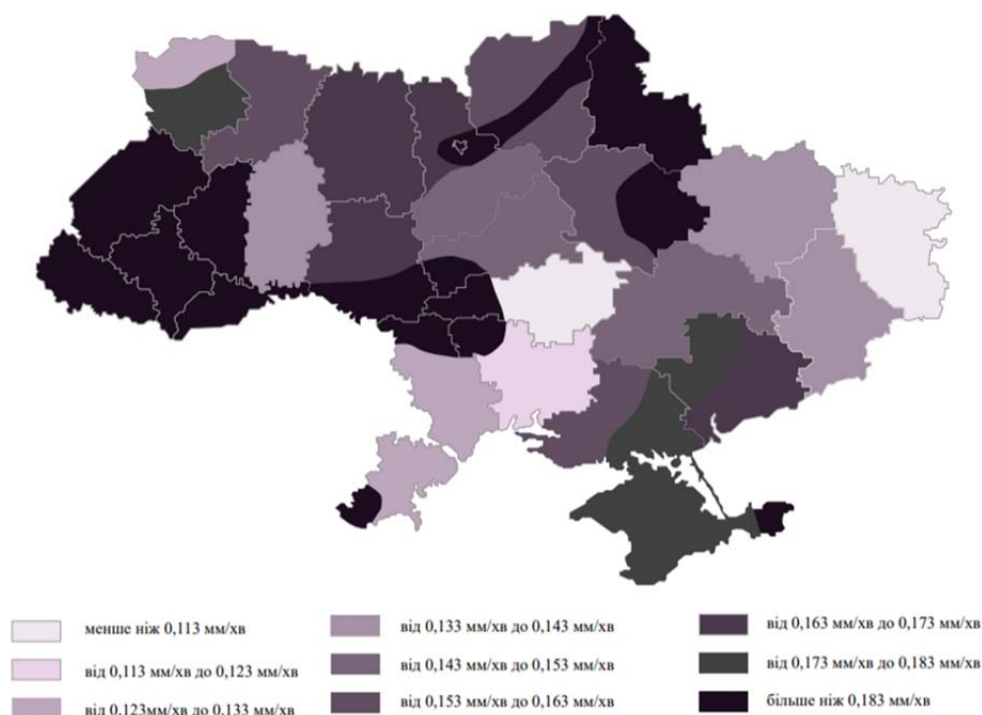 менше ніж 0,113 мм/хв
від 0,113 мм/хв до 0,123 мм/хв
від 0,123мм/хв до 0,133 мм/хв
від 0,133 мм/хв до 0,143 мм/хв
від 0,143 мм/хв до 0,153 мм/хв
від 0,153 мм/хв до 0,163 мм/хв
від 0,163 мм/хв до 0,173 мм/хв
від 0,173 мм/хв до 0,183 мм/хв
більше ніж 0,183 мм/хв